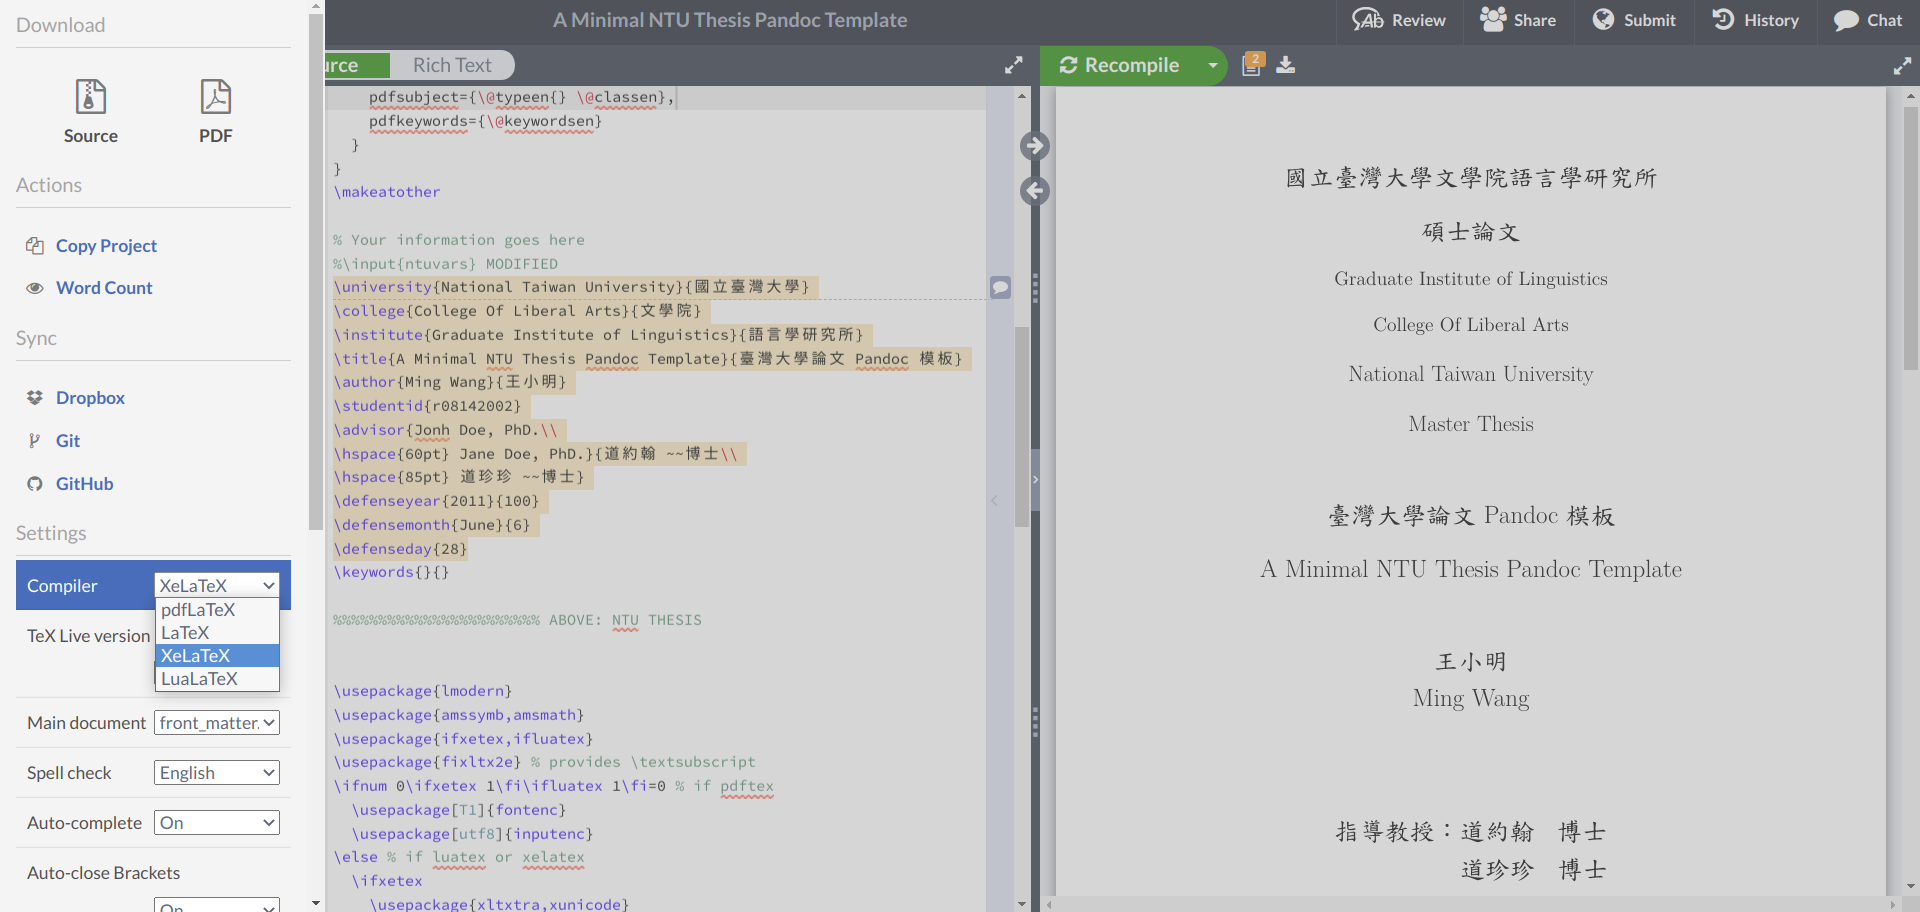 Download
Source
PDF
Actions
Copy Project
Word Count
Sync
Dropbox
Git
GitHub
Settings
Compiler
XeLaTeX
pdfLaTeX
LaTeX
XeLaTeX
LuaLaTeX
TeX Live version
Main document
front_matter.
Spell check
English
Auto-complete
On
Auto-close Brackets
On
A Minimal NTU Thesis Pandoc Template
Review
Share
Submit
History
Chat
urce
Rich Text
Recompile
2
pdfsubject={\@typeen{} \@classen},
pdfkeywords={\@keywordsen}
}
}
\makeatother
% Your information goes here
%\input{ntuvars} MODIFIED
\university{National Taiwan University}{國立臺灣大學}
\college{College Of Liberal Arts}{文學院}
\institute{Graduate Institute of Linguistics}{語言學研究所}
\title{A Minimal NTU Thesis Pandoc Template}{臺灣大學論文 Pandoc 模板}
\author{Ming Wang}{王小明}
\studentid{r08142002}
\advisor{Jonh Doe, PhD.\\
\hspace{60pt} Jane Doe, PhD.}{道約翰 ~~博士\\
\hspace{85pt} 道珍珍 ~~博士}
\defenseyear{2011}{100}
\defensemonth{June}{6}
\defenseday{28}
\keywords{}{}
%%%%%%%%%%%%%%%%%%%%%%% ABOVE: NTU THESIS
\usepackage{lmodern}
\usepackage{amssymb,amsmath}
\usepackage{ifxetex,ifluatex}
\usepackage{fixltx2e} % provides \textsubscript
\ifnum 0\ifxetex 1\fi\ifluatex 1\fi=0 % if pdftex
\usepackage[T1]{fontenc}
\usepackage[utf8]{inputenc}
\else % if luatex or xelatex
\ifxetex
\usepackage{xltxtra,xunicode}
國立臺灣大學文學院語言學研究所
碩士論文
Graduate Institute of Linguistics
College Of Liberal Arts
National Taiwan University
Master Thesis
臺灣大學論文 Pandoc 模板
A Minimal NTU Thesis Pandoc Template
王小明
Ming Wang
指導教授：道約翰 博士
道珍珍 博士